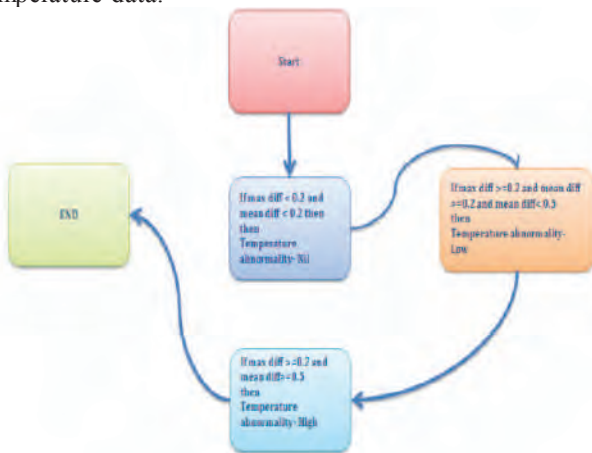 mperature data.
Start
If max diff < 0.2 and
mean diff < 0.2 then
then
Temperature
abnormality- Nil
If max diff >=0.2 and mean diff
>=0.2 and mean diff< 0.5
then
Temperature abnormality-
Low
If max diff >=0.2 and
mean diff>=0.5
then
Temperature
abnormality- High
END